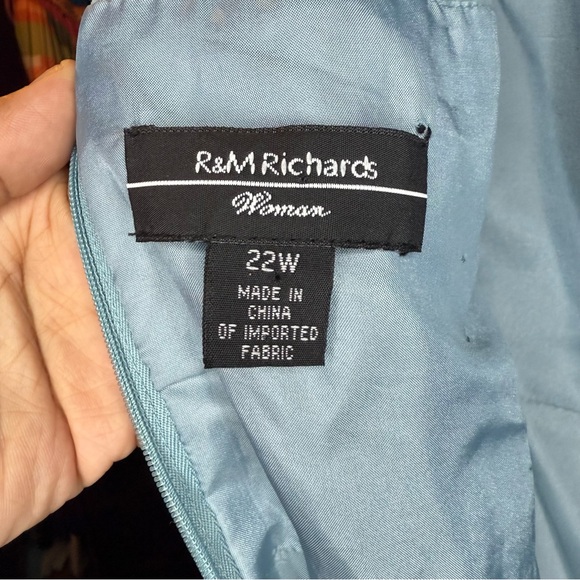 R&M Richards
Woman
22W
MADE IN
CHINA
OF IMPORTED
FABRIC